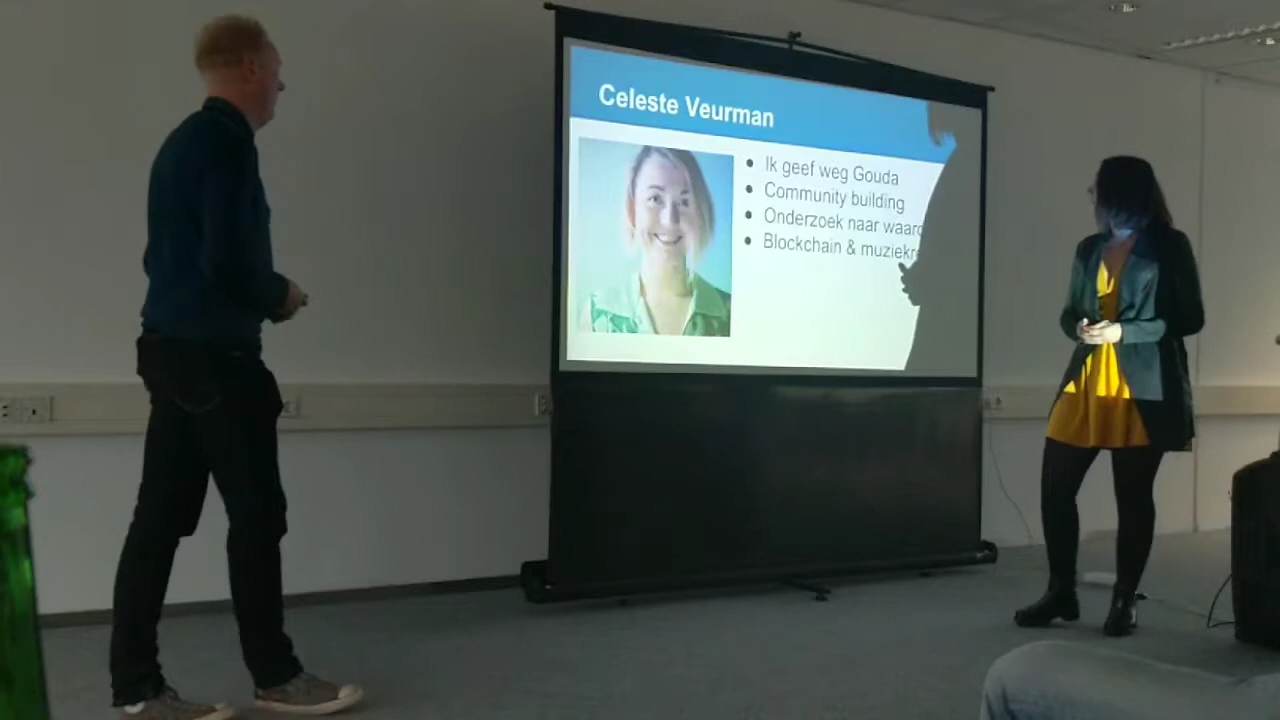 Celeste Veurman
Ik geef weg Gouda
Community building
Onderzoek naar
Blockchain &